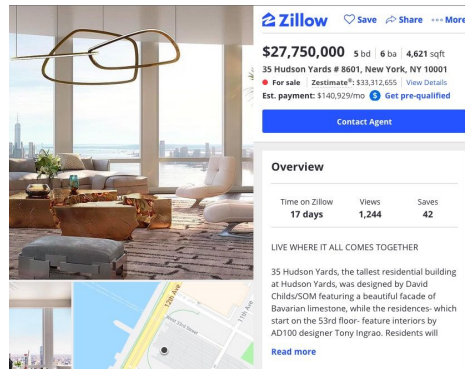 Zillow Save Share More
$27,750,000 5 bd 6 ba 4,621 sqft
35 Hudson Yards # 8601, New York, NY 10001
For sale Zestimate®: $33,312,655 View Details
Est. payment: $140,929/mo $ Get pre-qualified
Contact Agent
Overview
Time on Zillow Views Saves
17 days 1,244 42
LIVE WHERE IT ALL COMES TOGETHER
35 Hudson Yards, the tallest residential building
at Hudson Yards, was designed by David
Childs/SOM featuring a beautiful facade of
Bavarian limestone, while the residences- which
start on the 53rd floor- feature interiors by
AD100 designer Tony Ingrao. Residents will
Read more
12th Ave
11th Ave
West 33rd Street